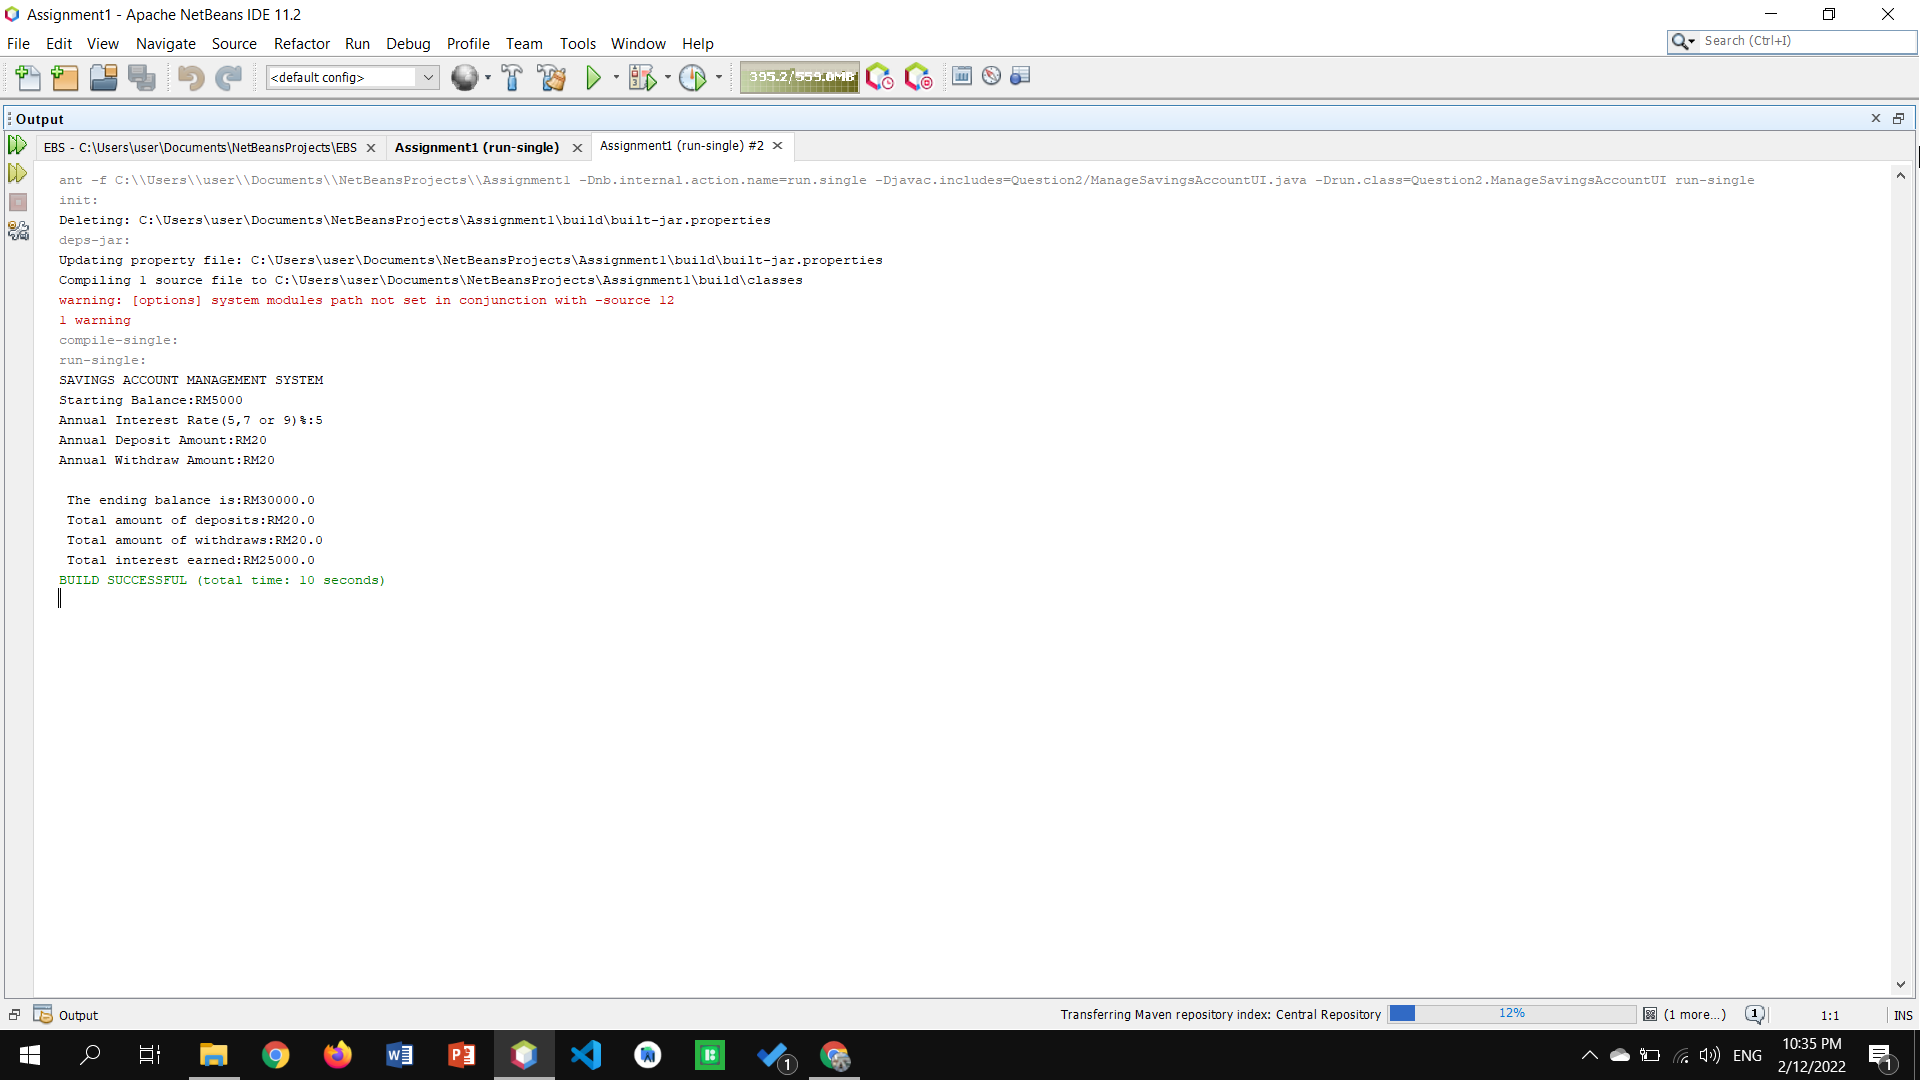 Assignment1 - Apache NetBeans IDE 11.2
File Edit View Navigate Source Refactor Run Debug Profile Team Tools Window Help
Search (Ctrl+I)
<default config>
395.2/559.0MB
Output
EBS - C:\Users\user\Documents\NetBeansProjects\EBS
Assignment1 (run-single)
Assignment1 (run-single) #2
ant -f C:\\Users\\user\\Documents\\NetBeansProjects\\Assignment1 -Dnb.internal.action.name=run.single -Djavac.includes=Question2/ManageSavingsAccountUI.java -Drun.class=Question2.ManageSavingsAccountUI run-single
init:
Deleting: C:\Users\user\Documents\NetBeansProjects\Assignment1\build\built-jar.properties
deps-jar:
Updating property file: C:\Users\user\Documents\NetBeansProjects\Assignment1\build\built-jar.properties
Compiling 1 source file to C:\Users\user\Documents\NetBeansProjects\Assignment1\build\classes
warning: [options] system modules path not set in conjunction with -source 12
1 warning
compile-single:
run-single:
SAVINGS ACCOUNT MANAGEMENT SYSTEM
Starting Balance:RM5000
Annual Interest Rate(5,7 or 9)%:5
Annual Deposit Amount:RM20
Annual Withdraw Amount:RM20
The ending balance is:RM30000.0
Total amount of deposits:RM20.0
Total amount of withdraws:RM20.0
Total interest earned:RM25000.0
BUILD SUCCESSFUL (total time: 10 seconds)
Output
Transferring Maven repository index: Central Repository
12%
(1 more...)
1
1:1
INS
1
ENG
10:35 PM
2/12/2022
1